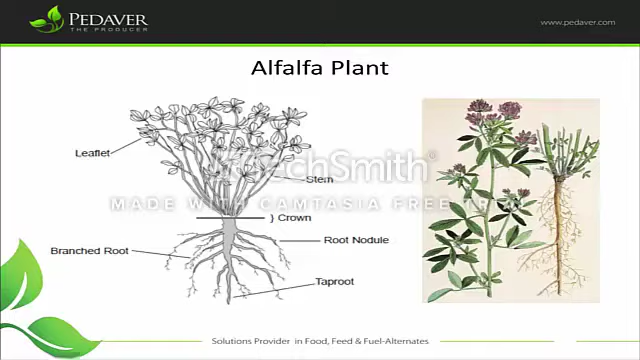 PEDAVER
THE PRODUCER
www.pedaver.com
Alfalfa Plant
Leaflet
TechSmith®
Stem
MADE WITH CAMTASIA FREE TRIAL
} Crown
Root Nodule
Branched Root
Taproot
Solutions Provider in Food, Feed & Fuel-Alternates